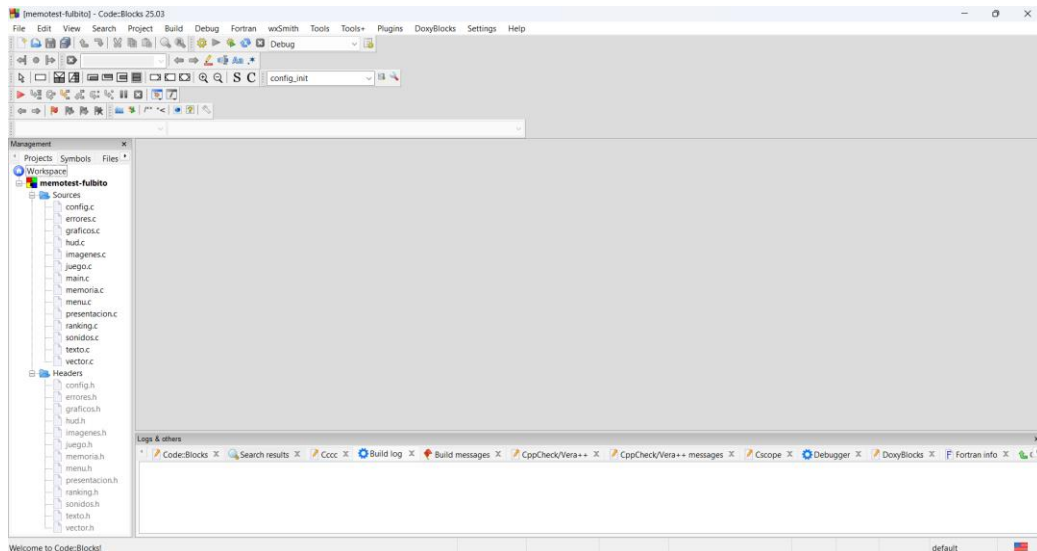 [memotest-fulbito] - Code::Blocks 25.03
File Edit View Search Project Build Debug Fortran wxSmith Tools Tools+ Plugins DoxyBlocks Settings Help
Debug
Aa .*
S C config_init
/** *<
Management
Projects Symbols Files
Workspace
memotest-fulbito
Sources
config.c
errores.c
graficos.c
hud.c
imagenes.c
juego.c
main.c
memoria.c
menu.c
presentacion.c
ranking.c
sonidos.c
texto.c
vector.c
Headers
config.h
errores.h
graficos.h
hud.h
imagenes.h
juego.h
memoria.h
menu.h
presentacion.h
ranking.h
sonidos.h
texto.h
vector.h
Logs & others
Code::Blocks Search results Cccc Build log Build messages CppCheck/Vera++ CppCheck/Vera++ messages Cscope Debugger DoxyBlocks Fortran info
Welcome to Code::Blocks! default